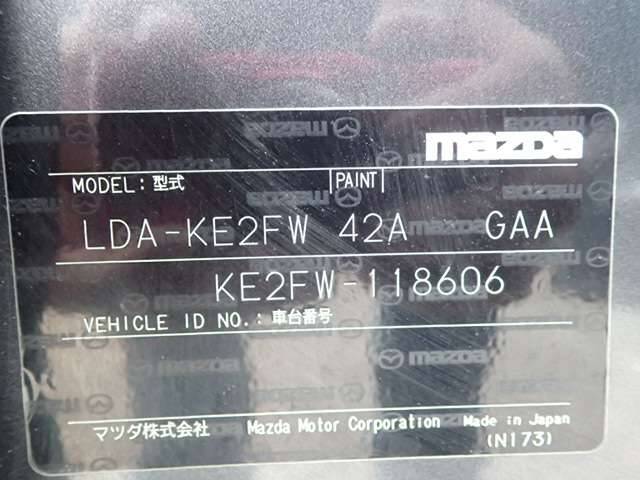 mazda
MODEL: 型式 PAINT
LDA-KE2FW 42A GAA
KE2FW-118606
VEHICLE ID NO.: 車台番号
マツダ株式会社 Mazda Motor Corporation Made in Japan
(N173)